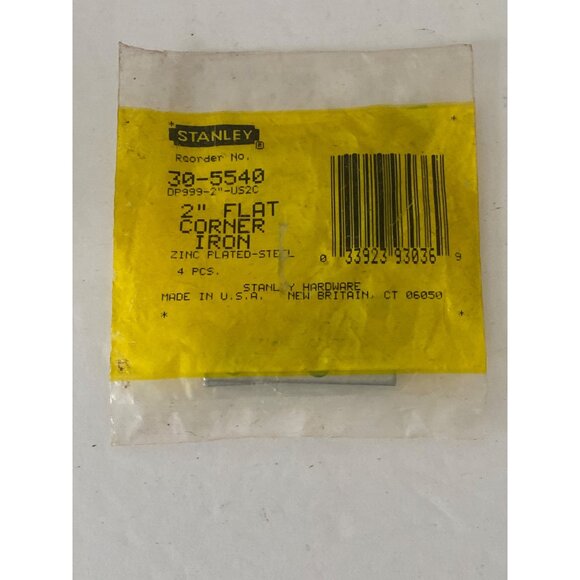 * STANLEY ®
Reorder No.
30-5540
DP999-2"-US2C
2" FLAT
CORNER
IRON
ZINC PLATED-STEEL
4 PCS.
0 33923 93036 9
STANLEY HARDWARE
MADE IN U.S.A. NEW BRITAIN, CT 06050
* *